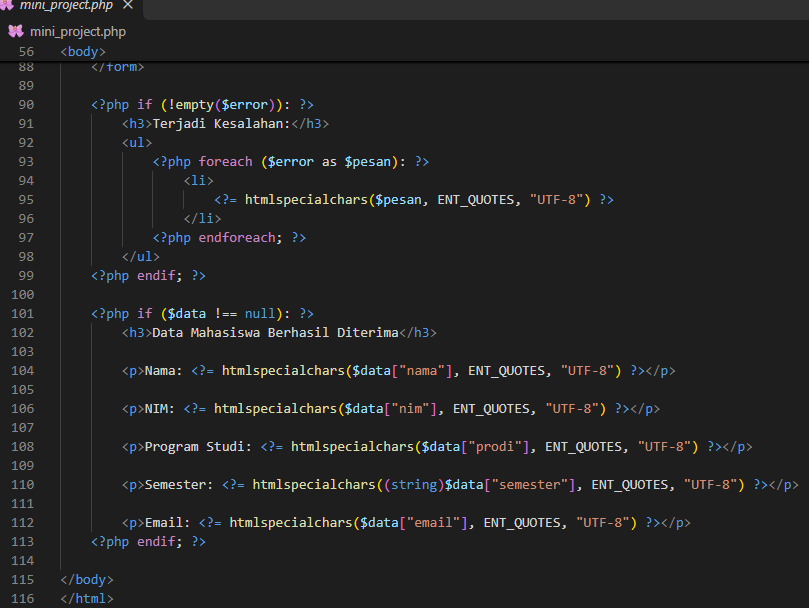 mini_project.php ×
mini_project.php
56 <body>
88 </form>
89
90 <?php if (!empty($error)): ?>
91 <h3>Terjadi Kesalahan:</h3>
92 <ul>
93 <?php foreach ($error as $pesan): ?>
94 <li>
95 <?= htmlspecialchars($pesan, ENT_QUOTES, "UTF-8") ?>
96 </li>
97 <?php endforeach; ?>
98 </ul>
99 <?php endif; ?>
100
101 <?php if ($data !== null): ?>
102 <h3>Data Mahasiswa Berhasil Diterima</h3>
103
104 <p>Nama: <?= htmlspecialchars($data["nama"], ENT_QUOTES, "UTF-8") ?></p>
105
106 <p>NIM: <?= htmlspecialchars($data["nim"], ENT_QUOTES, "UTF-8") ?></p>
107
108 <p>Program Studi: <?= htmlspecialchars($data["prodi"], ENT_QUOTES, "UTF-8") ?></p>
109
110 <p>Semester: <?= htmlspecialchars((string)$data["semester"], ENT_QUOTES, "UTF-8") ?></p>
111
112 <p>Email: <?= htmlspecialchars($data["email"], ENT_QUOTES, "UTF-8") ?></p>
113 <?php endif; ?>
114
115 </body>
116 </html>